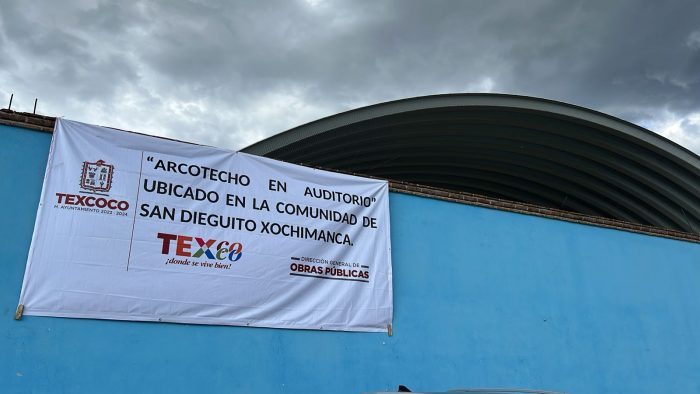 “ARCOTECHO EN AUDITORIO”
UBICADO EN LA COMUNIDAD DE
SAN DIEGUITO XOCHIMANCA.
TEXCOCO
H. AYUNTAMIENTO 2022 - 2024
TEXCOCO
¡donde se vive bien!
DIRECCIÓN GENERAL DE
OBRAS PÚBLICAS